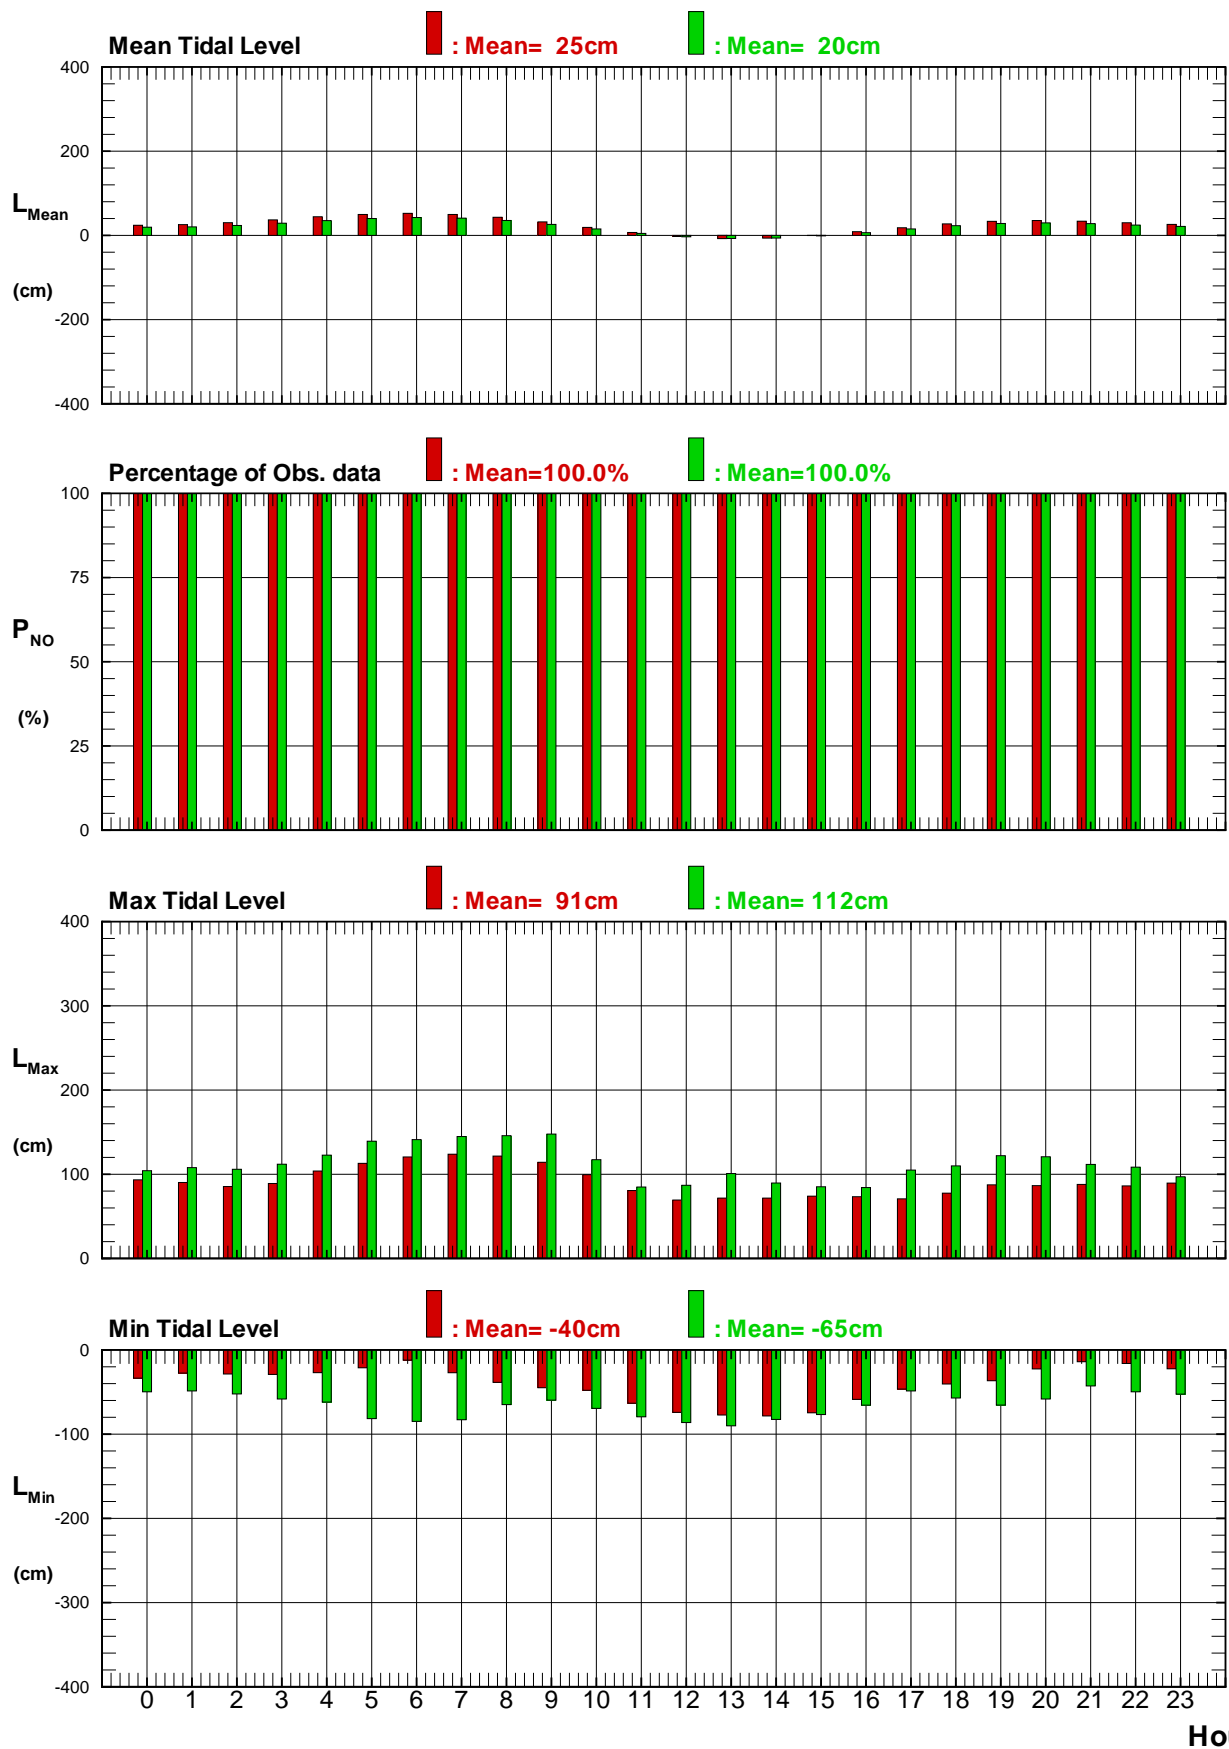 Mean Tidal Level : Mean= 25cm : Mean= 20cm
400
200
L Mean
0
(cm)
-200
-400
Percentage of Obs. data : Mean=100.0% : Mean=100.0%
100
75
P NO
50
(%)
25
0
Max Tidal Level : Mean= 91cm : Mean= 112cm
400
300
L Max
200
(cm)
100
0
Min Tidal Level : Mean= -40cm : Mean= -65cm
0
-100
L Min
-200
(cm)
-300
-400
0 1 2 3 4 5 6 7 8 9 10 11 12 13 14 15 16 17 18 19 20 21 22 23